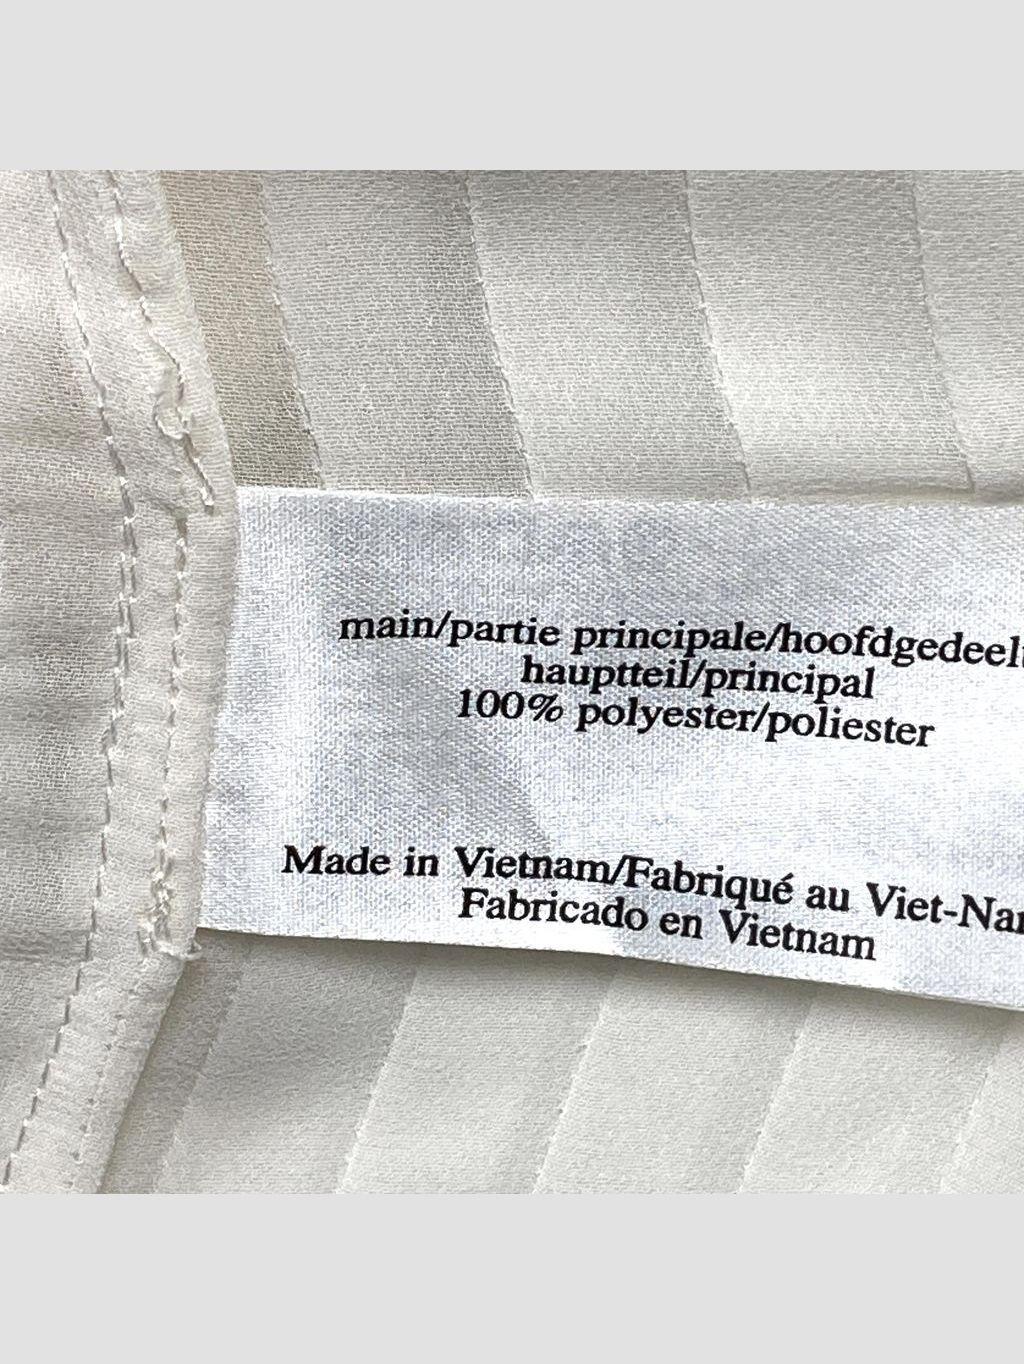 main/partie principale/hoofdgedeel
hauptteil/principal
100% polyester/poliester
Made in Vietnam/Fabriqué au Viet-Na
Fabricado en Vietnam